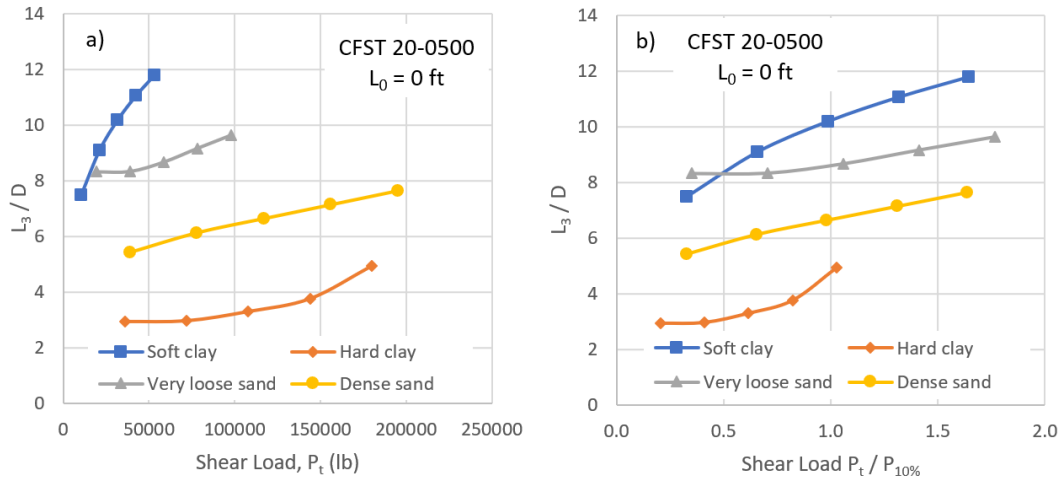 a)
CFST 20-0500
L₀ = 0 ft
14
12
10
8
6
4
2
0
L₃ / D
Soft clay
Hard clay
Very loose sand
Dense sand
0 50000 100000 150000 200000 250000
Shear Load, Pₜ (lb)
b)
CFST 20-0500
L₀ = 0 ft
14
12
10
8
6
4
2
0
L₃ / D
Soft clay
Hard clay
Very loose sand
Dense sand
0.0 0.5 1.0 1.5 2.0
Shear Load Pₜ / P₁₀%